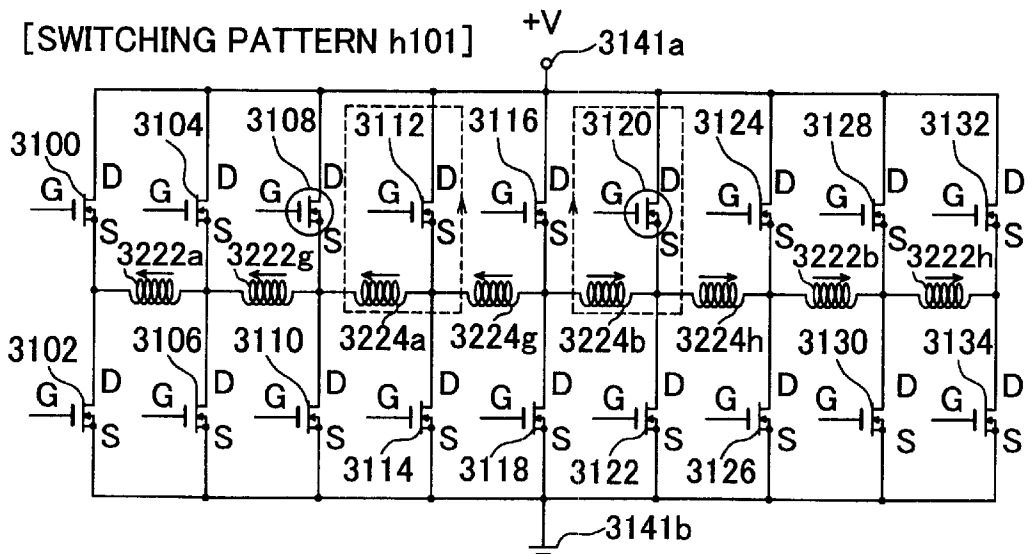 [SWITCHING PATTERN h101]
+V
3141a
3100
3104
3108
3112
3116
3120
3124
3128
3132
G D
G D
G D
G D
G D
G D
G D
G D
G D
S S S S S S S S S
3222a 3222g 3222b 3222h
3224a 3224g 3224b 3224h
3102
3106
3110
3130
3134
G D
G D
G D
G D
G D
G D
G D
G D
G D
S S S S S S S S S
3114 3118 3122 3126
3141b